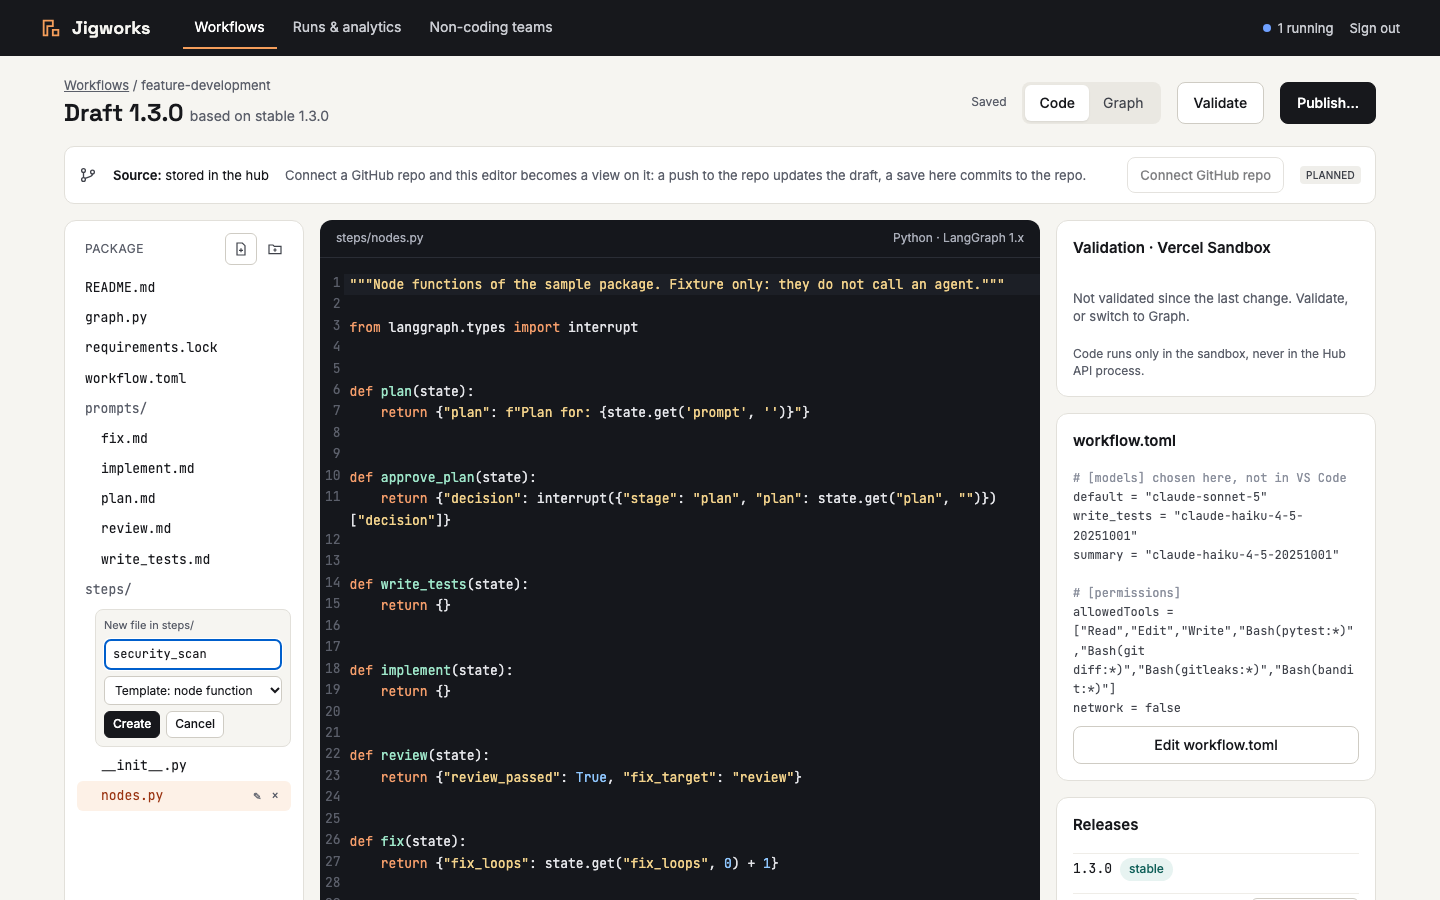 Jigworks
Workflows
Runs & analytics
Non-coding teams
1 running
Sign out
Workflows / feature-development
Draft 1.3.0 based on stable 1.3.0
Saved
Code
Graph
Validate
Publish...
Source: stored in the hub
Connect a GitHub repo and this editor becomes a view on it: a push to the repo updates the draft, a save here commits to the repo.
Connect GitHub repo
PLANNED
PACKAGE
README.md
graph.py
requirements.lock
workflow.toml
prompts/
fix.md
implement.md
plan.md
review.md
write_tests.md
steps/
New file in steps/
security_scan
Template: node function
Create
Cancel
__init__.py
nodes.py
steps/nodes.py
Python · LangGraph 1.x
1 """Node functions of the sample package. Fixture only: they do not call an agent."""
2
3 from langgraph.types import interrupt
4
5
6 def plan(state):
7     return {"plan": f"Plan for: {state.get('prompt', '')}"}
8
9
10 def approve_plan(state):
11     return {"decision": interrupt({"stage": "plan", "plan": state.get("plan", "")})
["decision"]}
12
13
14 def write_tests(state):
15     return {}
16
17
18 def implement(state):
19     return {}
20
21
22 def review(state):
23     return {"review_passed": True, "fix_target": "review"}
24
25
26 def fix(state):
27     return {"fix_loops": state.get("fix_loops", 0) + 1}
28
Validation · Vercel Sandbox
Not validated since the last change. Validate,
or switch to Graph.
Code runs only in the sandbox, never in the Hub
API process.
workflow.toml
# [models] chosen here, not in VS Code
default = "claude-sonnet-5"
write_tests = "claude-haiku-4-5-
20251001"
summary = "claude-haiku-4-5-20251001"
# [permissions]
allowedTools =
["Read","Edit","Write","Bash(pytest:*)"
,"Bash(git
diff:*)","Bash(gitleaks:*)","Bash(bandi
t:*)"]
network = false
Edit workflow.toml
Releases
1.3.0 stable